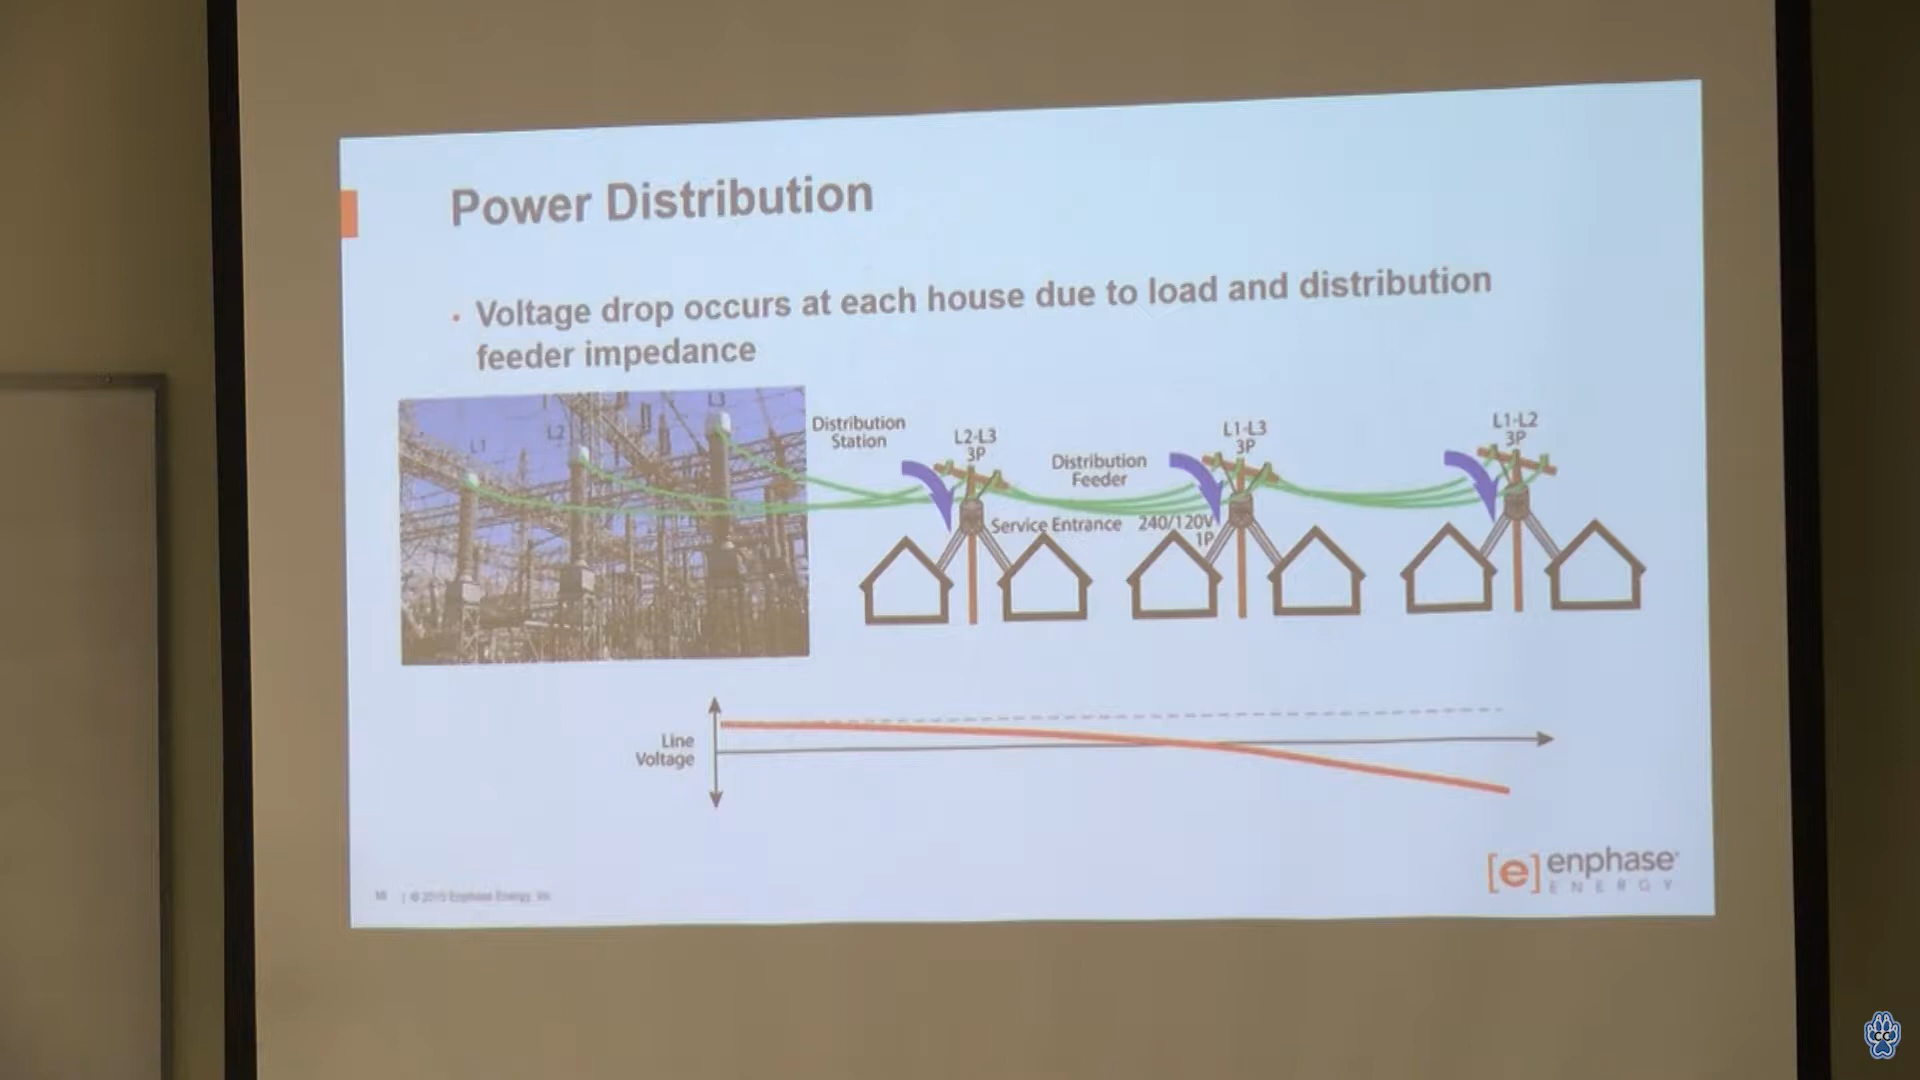 Power Distribution
• Voltage drop occurs at each house due to load and distribution
feeder impedance
L1
L2
L3
Distribution
Station
L2-L3
3P
Distribution
Feeder
L1-L3
3P
L1-L2
3P
Service Entrance
240/120V
1P
Line
Voltage
[e] enphase
ENERGY
| © 2015 Enphase Energy, Inc
CC